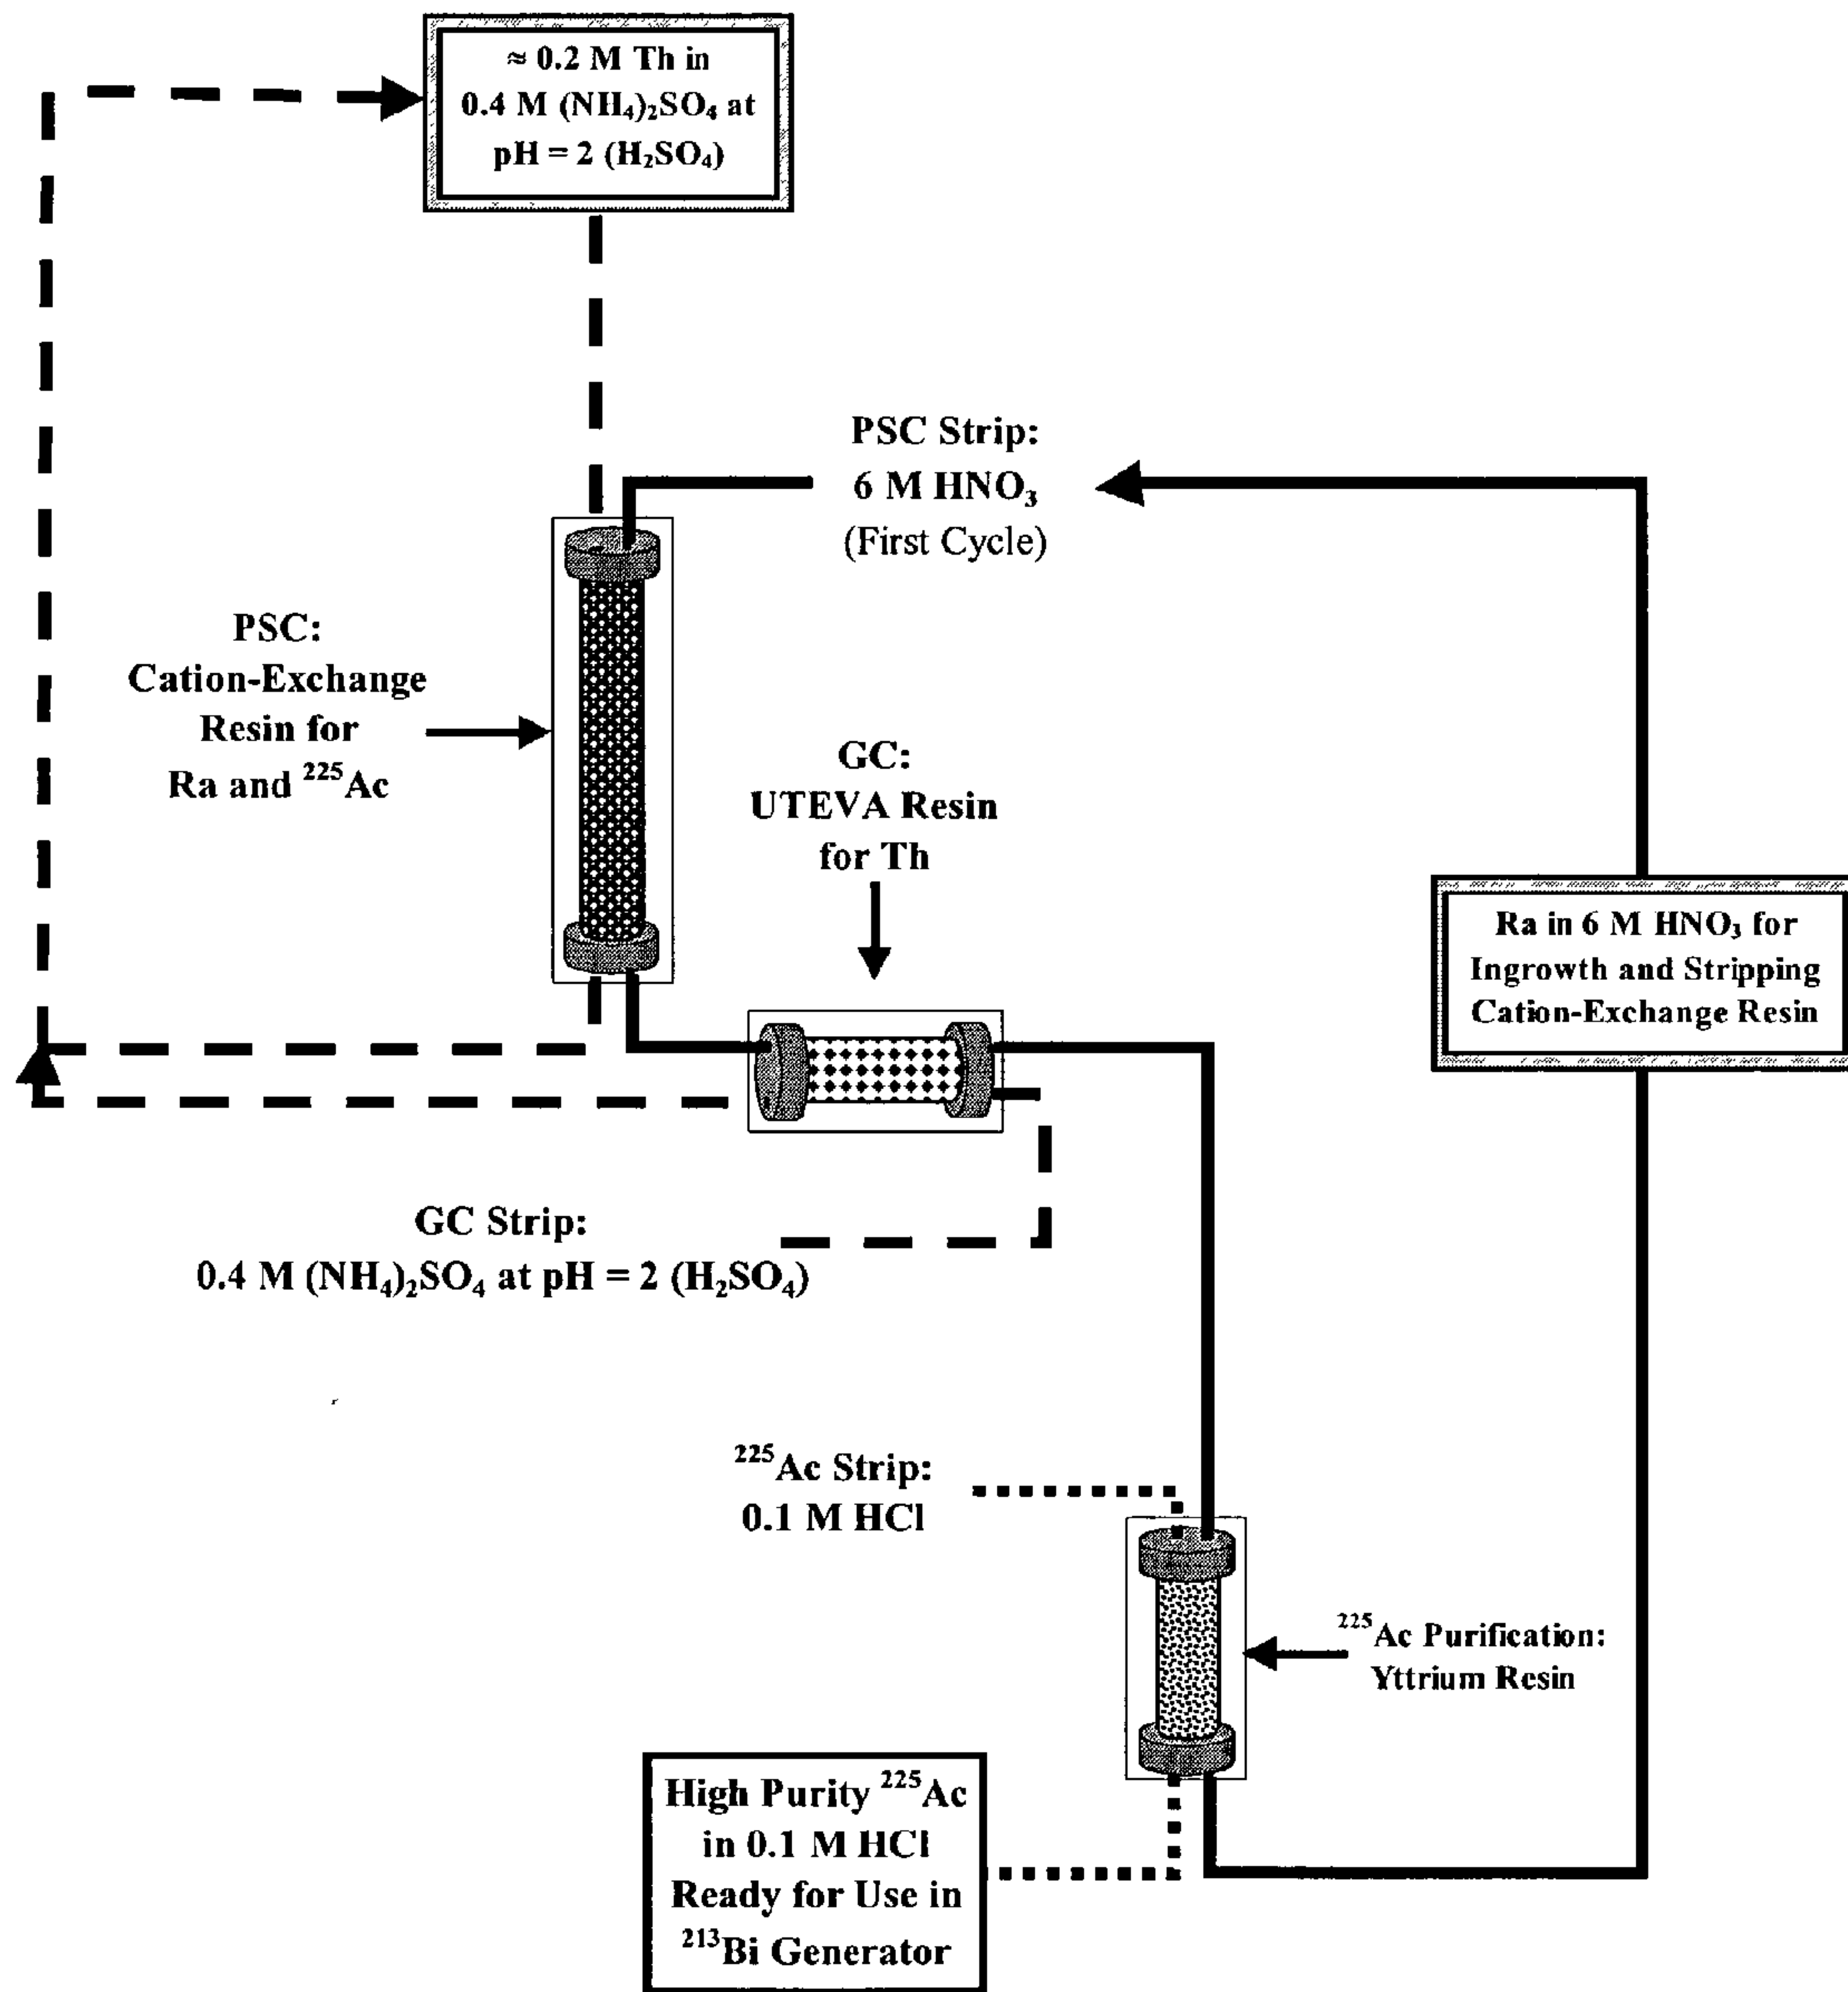 ≈ 0.2 M Th in
0.4 M (NH₄)₂SO₄ at
pH = 2 (H₂SO₄)
PSC Strip:
6 M HNO₃
(First Cycle)
PSC:
Cation-Exchange
Resin for
Ra and ²²⁵Ac
GC:
UTEVA Resin
for Th
Ra in 6 M HNO₃ for
Ingrowth and Stripping
Cation-Exchange Resin
GC Strip:
0.4 M (NH₄)₂SO₄ at pH = 2 (H₂SO₄)
²²⁵Ac Strip:
0.1 M HCl
²²⁵Ac Purification:
Yttrium Resin
High Purity ²²⁵Ac
in 0.1 M HCl
Ready for Use in
²¹³Bi Generator